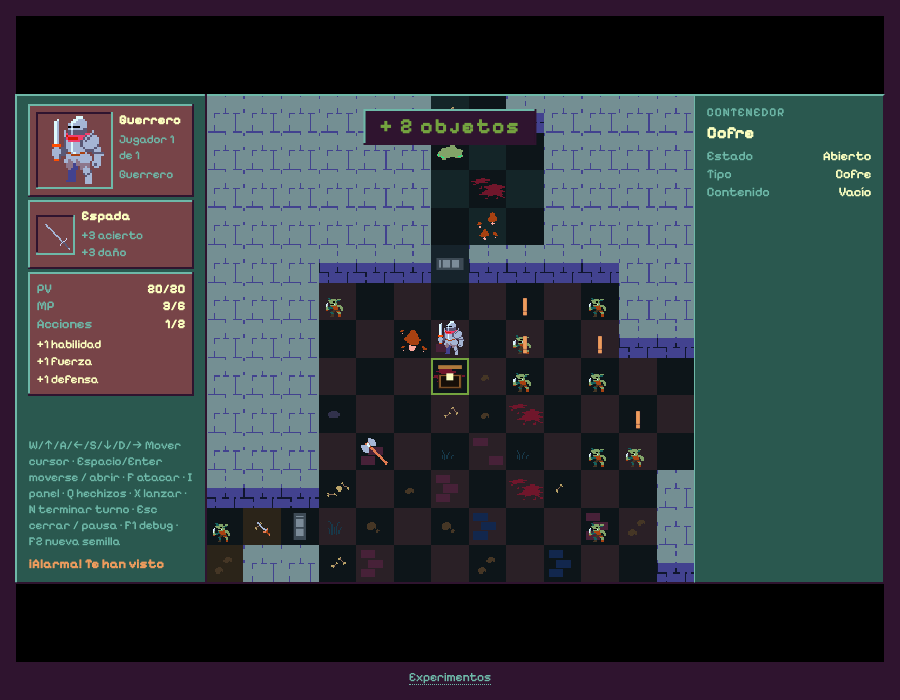 + 2 objetos
Guerrero
Jugador 1
de 1
Guerrero
Espada
+3 acierto
+3 daño
PV 80/80
MP 3/6
Acciones 1/2
+1 habilidad
+1 fuerza
+1 defensa
W/↑/A/←/S/↓/D/→ Mover
cursor · Espacio/Enter
moverse / abrir · F atacar · I
panel · Q hechizos · X lanzar ·
N terminar turno · Esc
cerrar / pausa · F1 debug ·
F2 nueva semilla
¡Alarma! Te han visto
CONTENEDOR
Cofre
Estado Abierto
Tipo Cofre
Contenido Vacío
Experimentos